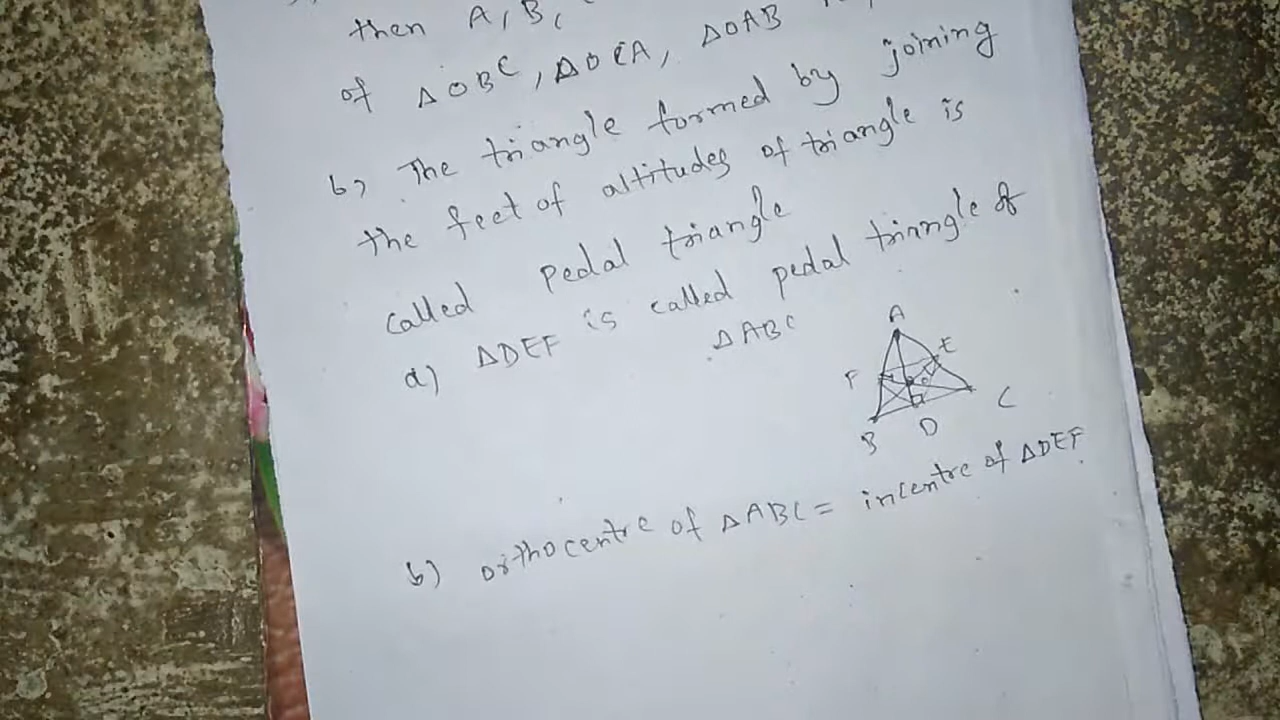 then A, B, C
of ΔOBC, ΔOCA, ΔOAB
6, The triangle formed by joining
the feet of altitudes of triangle is
called pedal triangle
a) ΔDEF is called pedal triangle of
ΔABC
A
F
E
B
D
C
b) orthocentre of ΔABC = incentre of ΔDEF